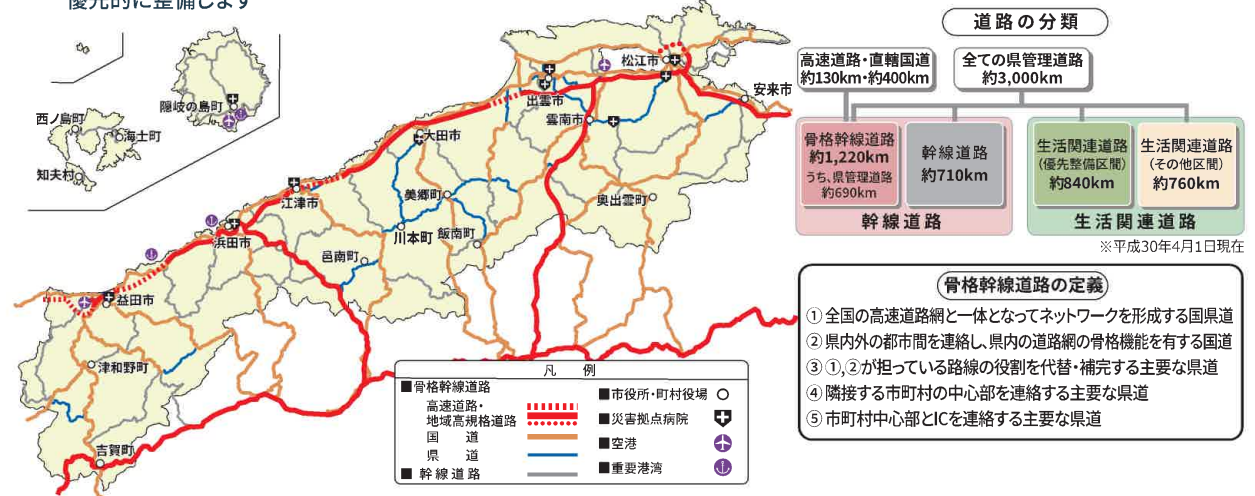 優先的に整備します
道路の分類
高速道路・直轄国道
約130km・約400km
全ての県管理道路
約3,000km
骨格幹線道路
約1,220km
うち、県管理道路
約690km
幹線道路
約710km
幹線道路
生活関連道路
(優先整備区間)
約840km
生活関連道路
(その他区間)
約760km
生活関連道路
※平成30年4月1日現在
骨格幹線道路の定義
① 全国の高速道路網と一体となってネットワークを形成する国県道
② 県内外の都市間を連絡し、県内の道路網の骨格機能を有する国道
③ ①,②が担っている路線の役割を代替・補完する主要な県道
④ 隣接する市町村の中心部を連絡する主要な県道
⑤ 市町村中心部とICを連絡する主要な県道
隠岐の島町
西ノ島町
海士町
知夫村
松江市
安来市
出雲市
雲南市
大田市
美郷町
奥出雲町
江津市
川本町
飯南町
浜田市
邑南町
益田市
津和野町
吉賀町
凡例
■骨格幹線道路
高速道路・
地域高規格道路
国道
県道
■幹線道路
■市役所・町村役場
■災害拠点病院
■空港
■重要港湾